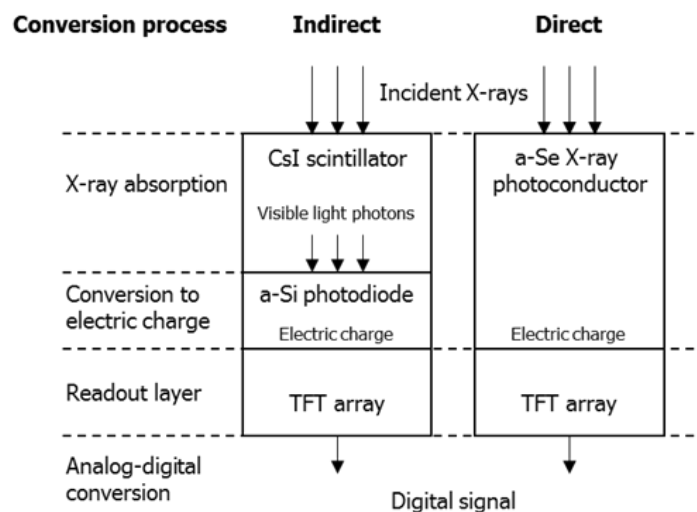 Conversion process Indirect Direct
Incident X-rays
X-ray absorption
CsI scintillator
Visible light photons
a-Se X-ray
photoconductor
Conversion to
electric charge
a-Si photodiode
Electric charge
Electric charge
Readout layer
TFT array
TFT array
Analog-digital
conversion
Digital signal